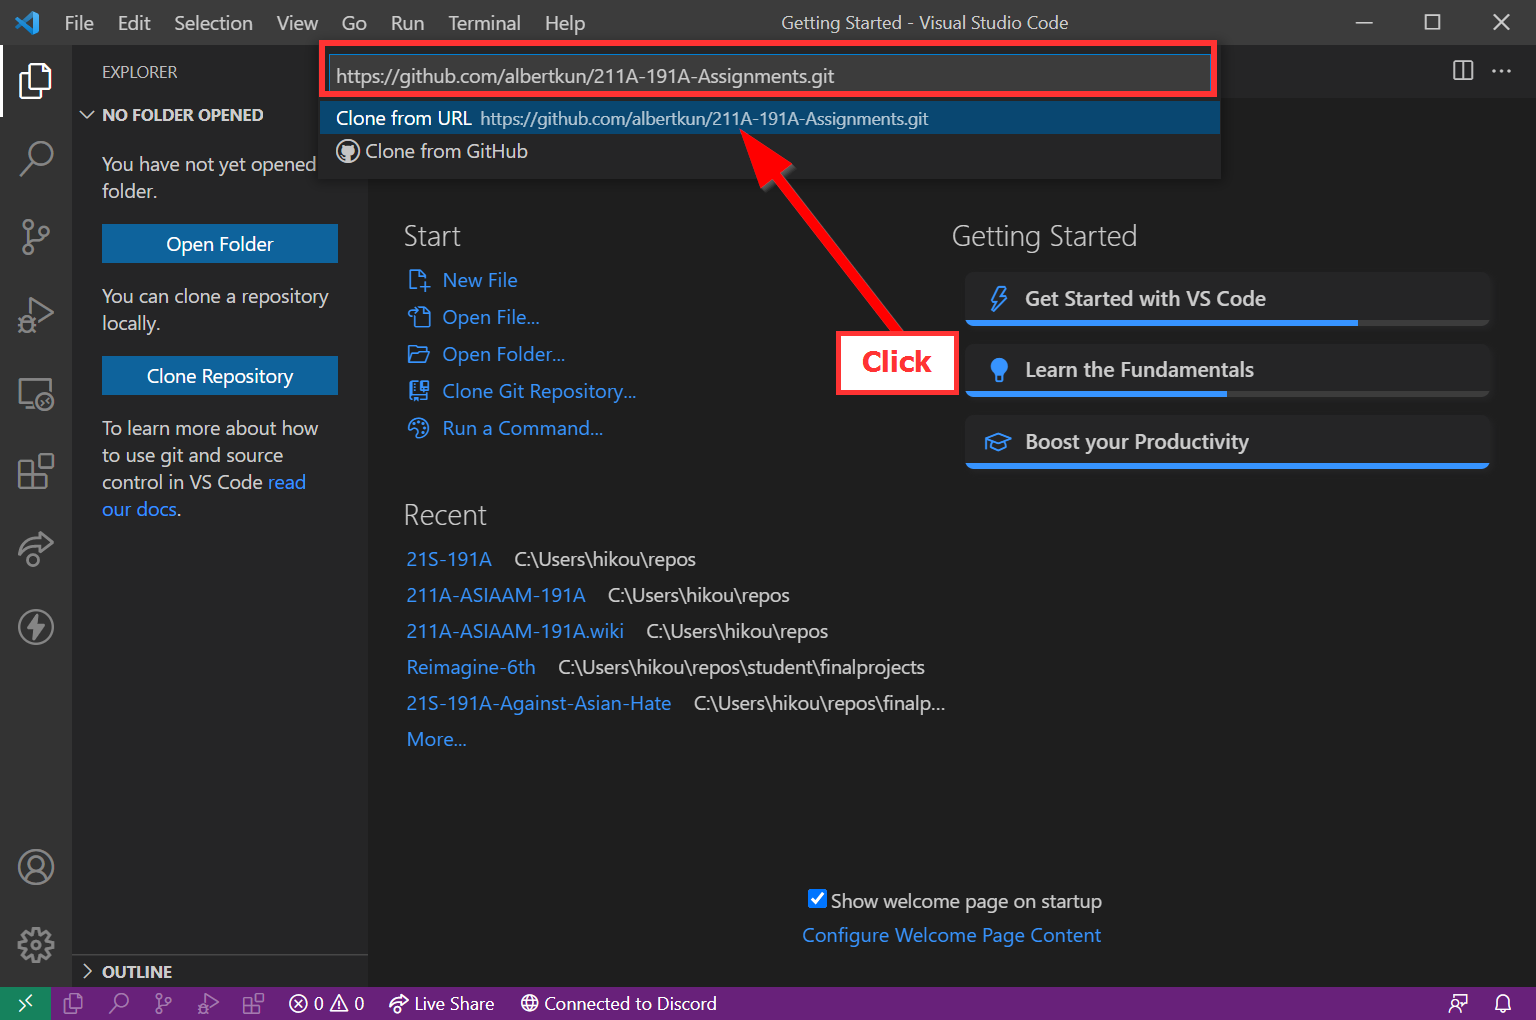 File Edit Selection View Go Run Terminal Help
Getting Started - Visual Studio Code
https://github.com/albertkun/211A-191A-Assignments.git
Clone from URL https://github.com/albertkun/211A-191A-Assignments.git
Clone from GitHub
Click
EXPLORER
NO FOLDER OPENED
You have not yet opened
folder.
Open Folder
You can clone a repository
locally.
Clone Repository
To learn more about how
to use git and source
control in VS Code read
our docs.
OUTLINE
Start
New File
Open File...
Open Folder...
Clone Git Repository...
Run a Command...
Recent
21S-191A C:\Users\hikou\repos
211A-ASIAAM-191A C:\Users\hikou\repos
211A-ASIAAM-191A.wiki C:\Users\hikou\repos
Reimagine-6th C:\Users\hikou\repos\student\finalprojects
21S-191A-Against-Asian-Hate C:\Users\hikou\repos\finalp...
More...
Getting Started
Get Started with VS Code
Learn the Fundamentals
Boost your Productivity
Show welcome page on startup
Configure Welcome Page Content
0 0 Live Share Connected to Discord